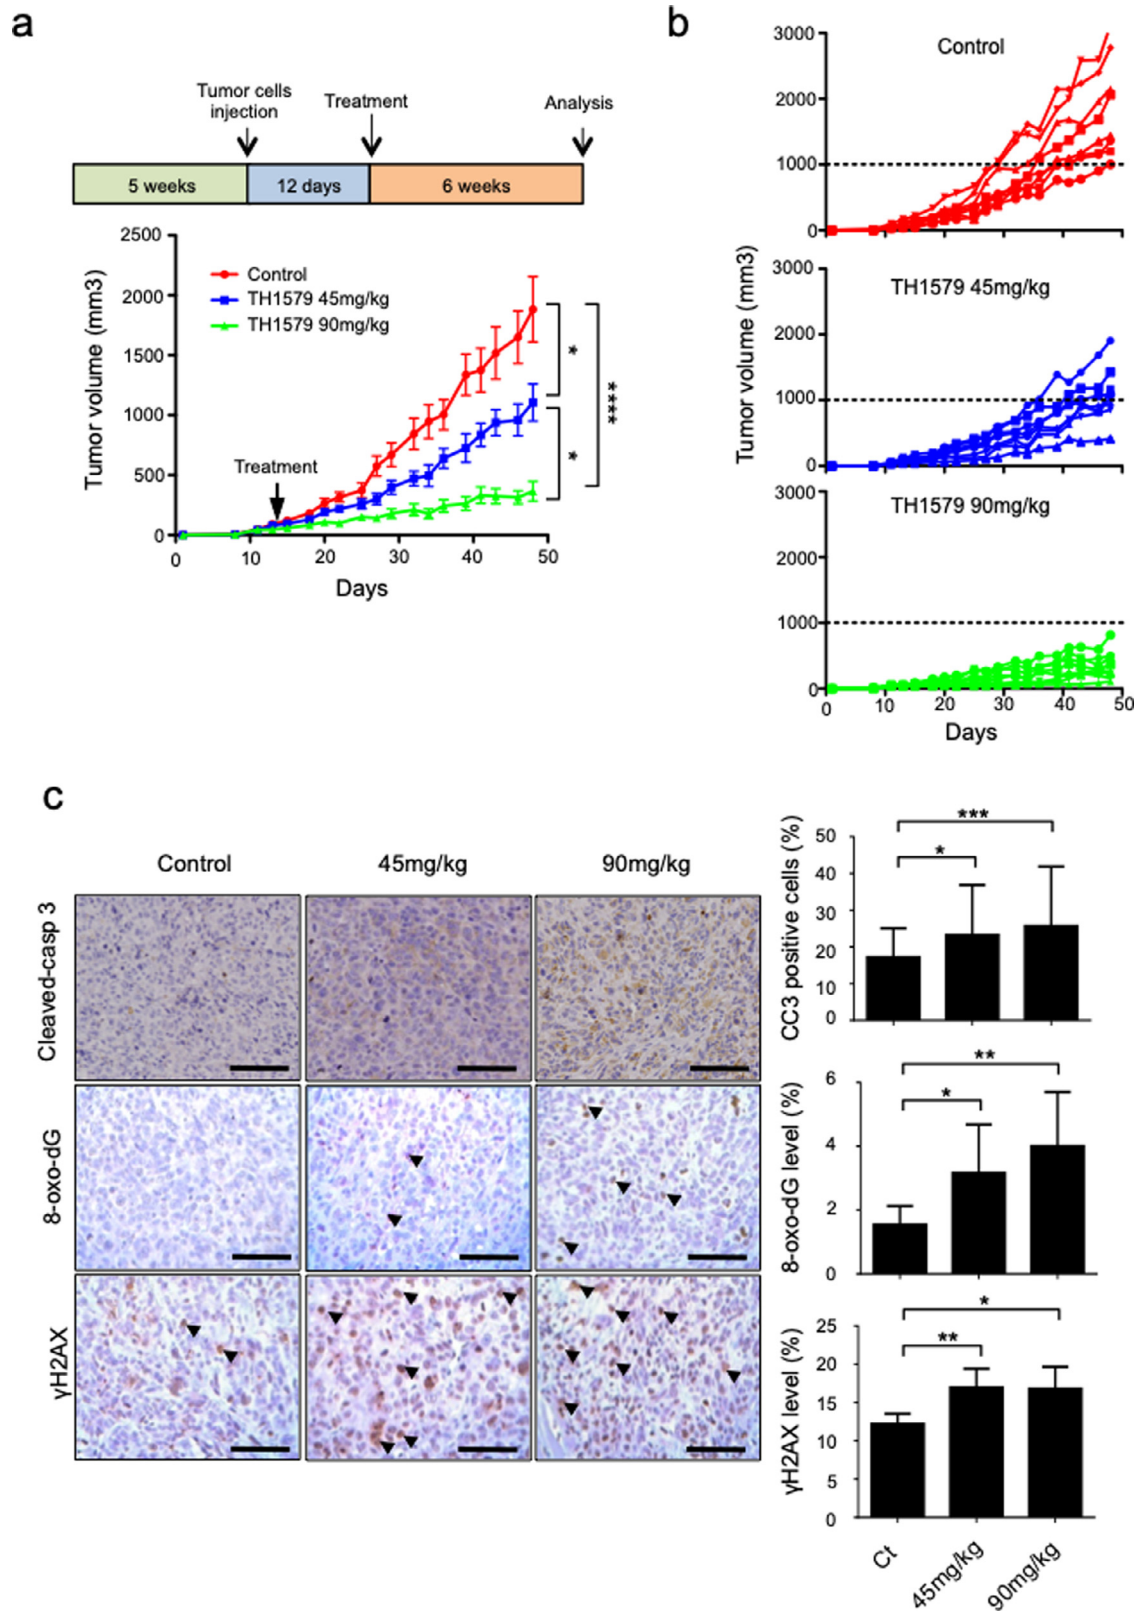 a
Tumor cells
injection
Treatment
Analysis
5 weeks
12 days
6 weeks
Tumor volume (mm3)
2500
2000
1500
1000
500
0
Control
TH1579 45mg/kg
TH1579 90mg/kg
Treatment
*
*
****
0
10
20
30
40
50
Days
b
Tumor volume (mm3)
Control
3000
2000
1000
0
TH1579 45mg/kg
3000
2000
1000
0
TH1579 90mg/kg
3000
2000
1000
0
0
10
20
30
40
50
Days
c
Control
45mg/kg
90mg/kg
Cleaved-casp 3
8-oxo-dG
γH2AX
CC3 positive cells (%)
50
40
30
20
10
0
*
***
8-oxo-dG level (%)
6
4
2
0
*
**
γH2AX level (%)
25
20
15
10
5
0
**
*
Ct
45mg/kg
90mg/kg